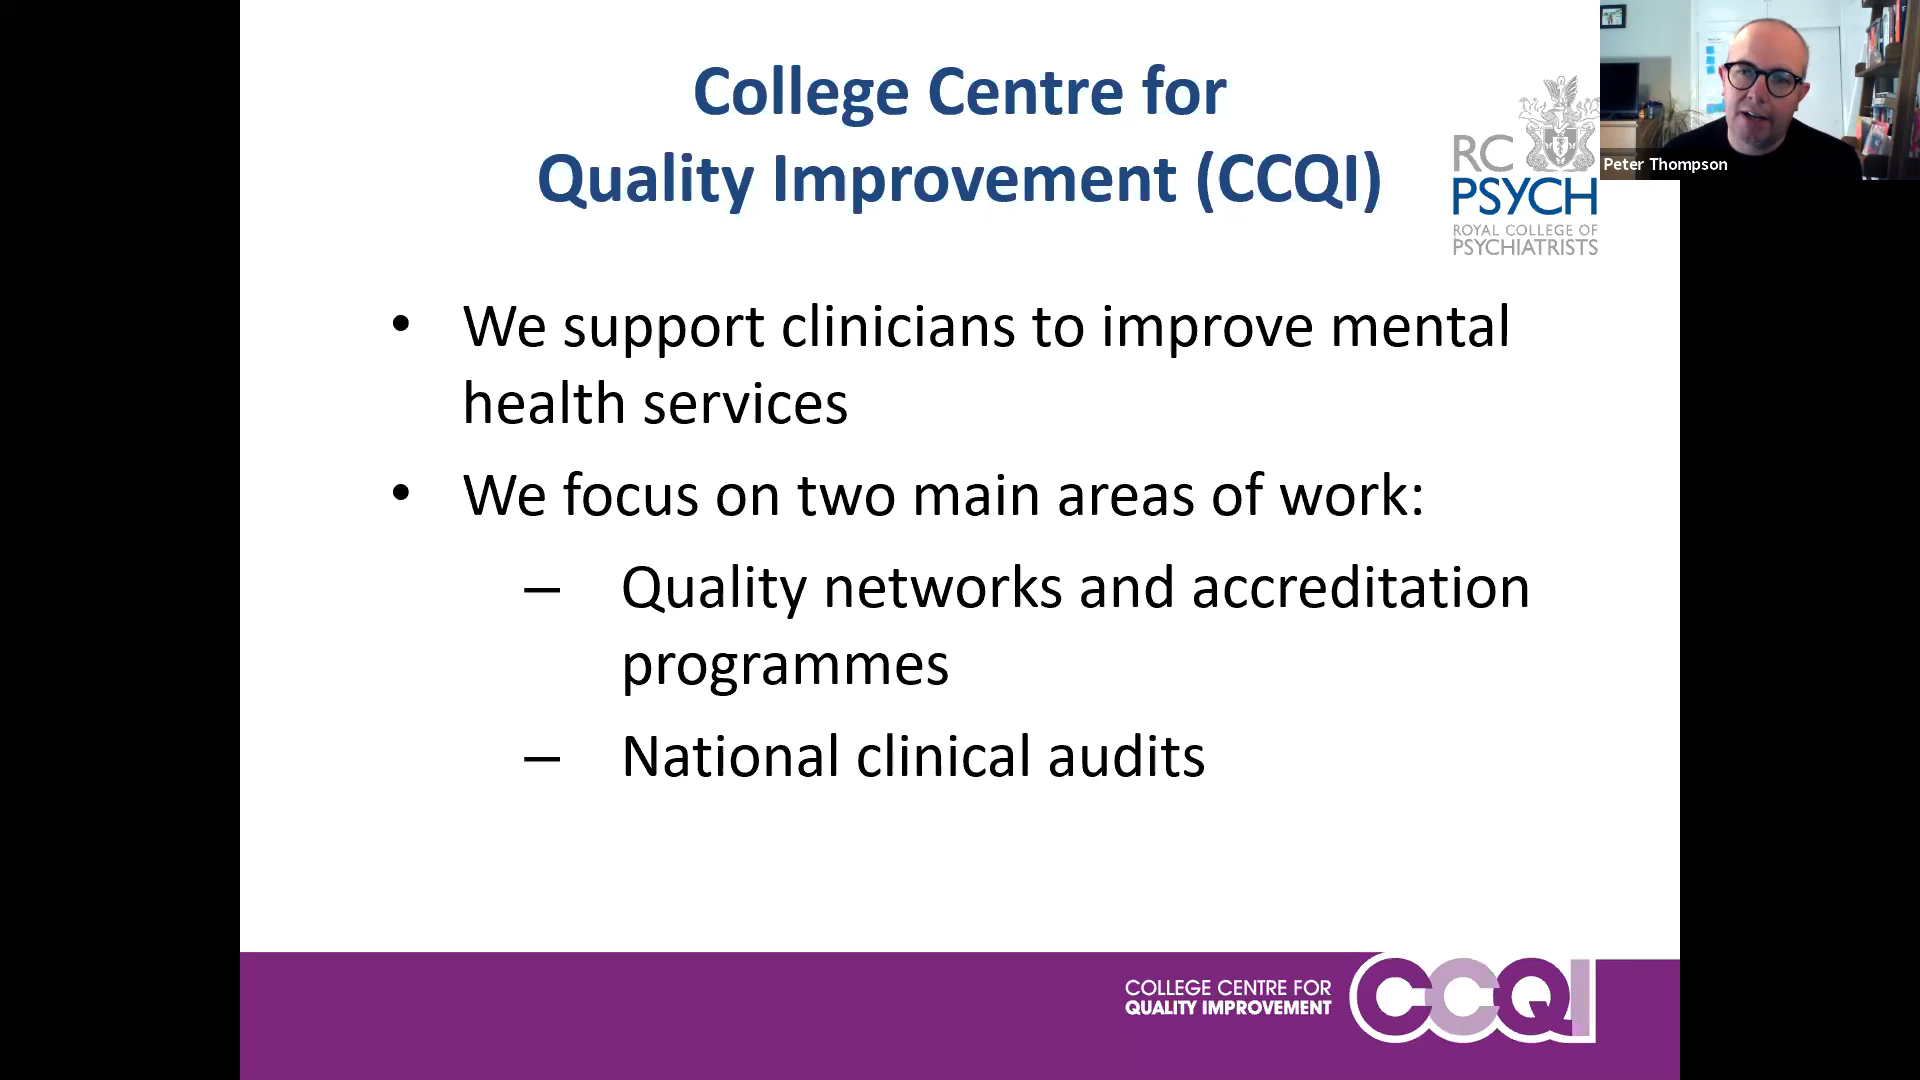 College Centre for
Quality Improvement (CCQI)
RC
PSYCH
ROYAL COLLEGE OF
PSYCHIATRISTS
Peter Thompson
• We support clinicians to improve mental
health services
• We focus on two main areas of work:
– Quality networks and accreditation
programmes
– National clinical audits
COLLEGE CENTRE FOR
QUALITY IMPROVEMENT
CCQI